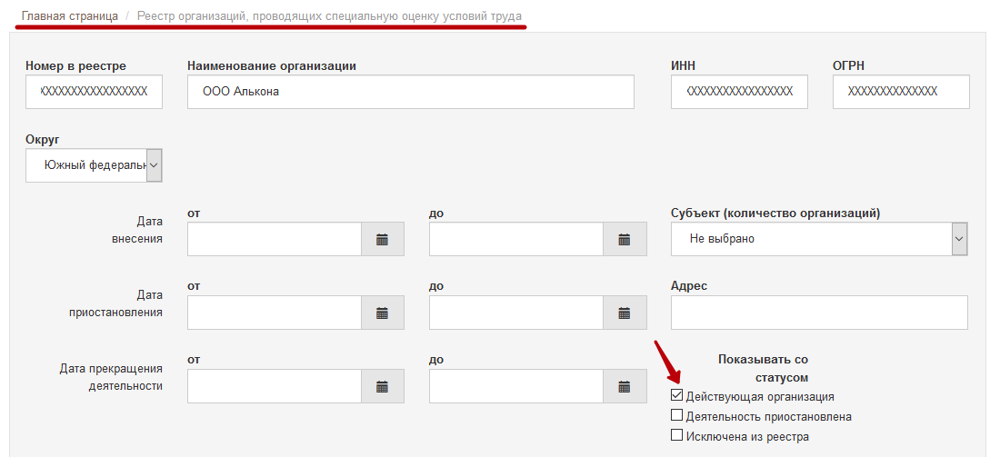 Главная страница / Реестр организаций, проводящих специальную оценку условий труда
Номер в реестре Наименование организации ИНН ОГРН
XXXXXXXXXXXXXXXXX ООО Алькона XXXXXXXXXXXXXXXXX XXXXXXXXXXXXXX
Округ
Южный федеральн
от до Субъект (количество организаций)
Дата
внесения
Не выбрано
от до Адрес
Дата
приостановления
от до Показывать со
статусом
Дата прекращения
деятельности
Действующая организация
Деятельность приостановлена
Исключена из реестра